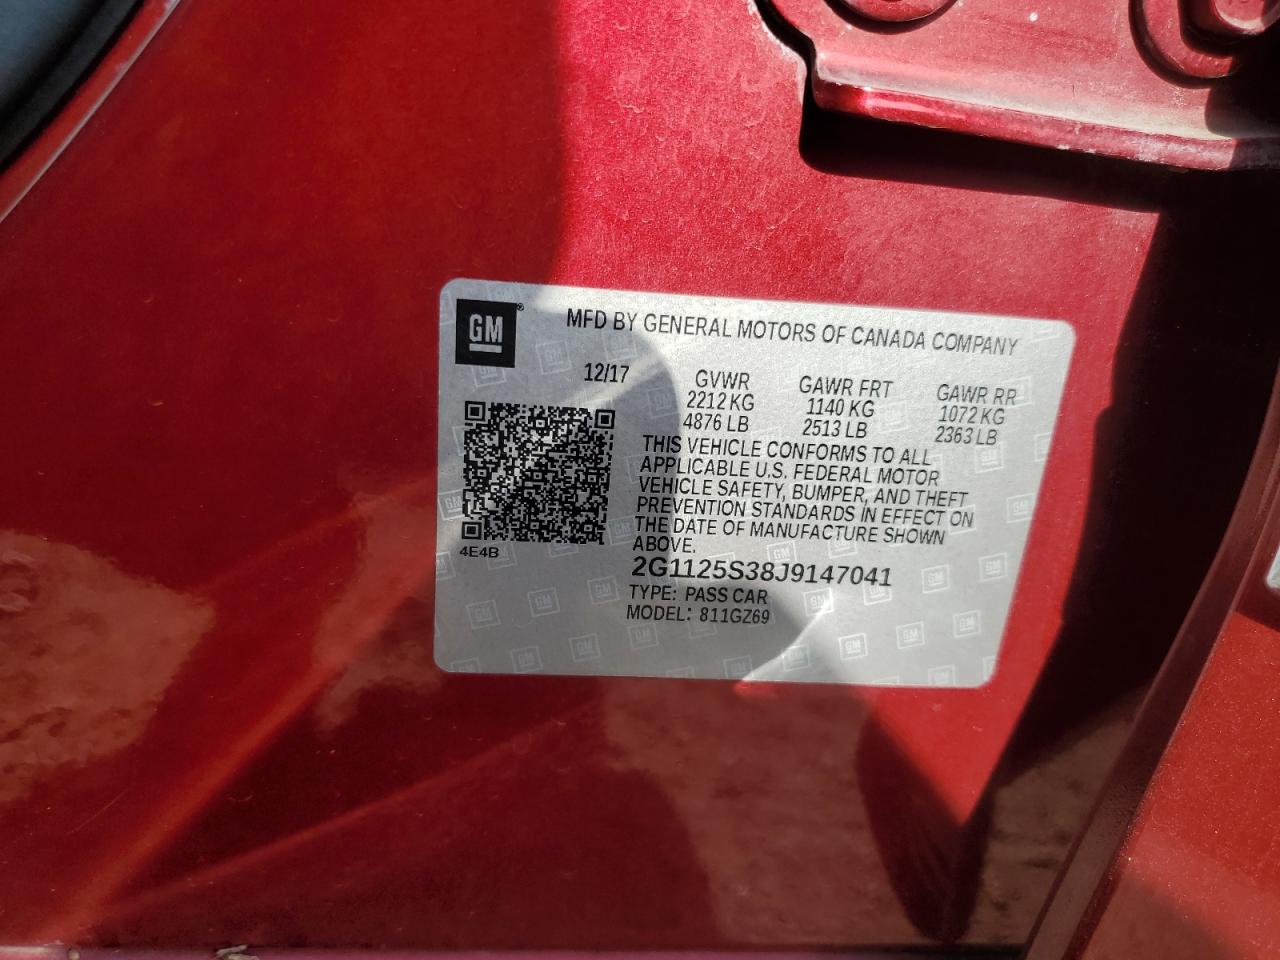 GM
MFD BY GENERAL MOTORS OF CANADA COMPANY
12/17
GVWR GAWR FRT GAWR RR
2212 KG 1140 KG 1072 KG
4876 LB 2513 LB 2363 LB
THIS VEHICLE CONFORMS TO ALL
APPLICABLE U.S. FEDERAL MOTOR
VEHICLE SAFETY, BUMPER, AND THEFT
PREVENTION STANDARDS IN EFFECT ON
THE DATE OF MANUFACTURE SHOWN
ABOVE.
4E4B
2G1125S38J9147041
TYPE: PASS CAR
MODEL: 811GZ69